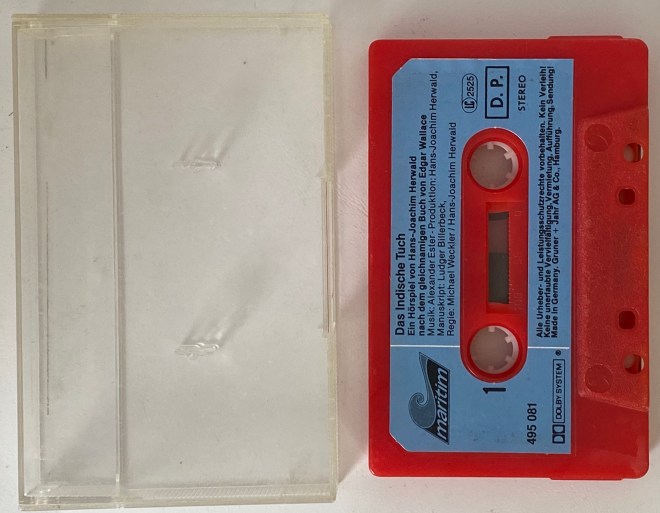 Das Indische Tuch
Ein Hörspiel von Hans-Joachim Herwald
nach dem gleichnamigen Buch von Edgar Wallace
Musik: Alexander Ester · Produktion: Hans-Joachim Herwald,
Manuskript: Ludger Billerbeck,
Regie: Michael Weckler / Hans-Joachim Herwald
LC 2525
D. P.
STEREO
maritim
1
495 081
Alle Urheber- und Leistungsschutzrechte vorbehalten. Kein Verleih!
Keine unerlaubte Vervielfältigung, Vermietung, Aufführung, Sendung!
Made in Germany. Gruner + Jahr AG & Co., Hamburg.
DOLBY SYSTEM ®